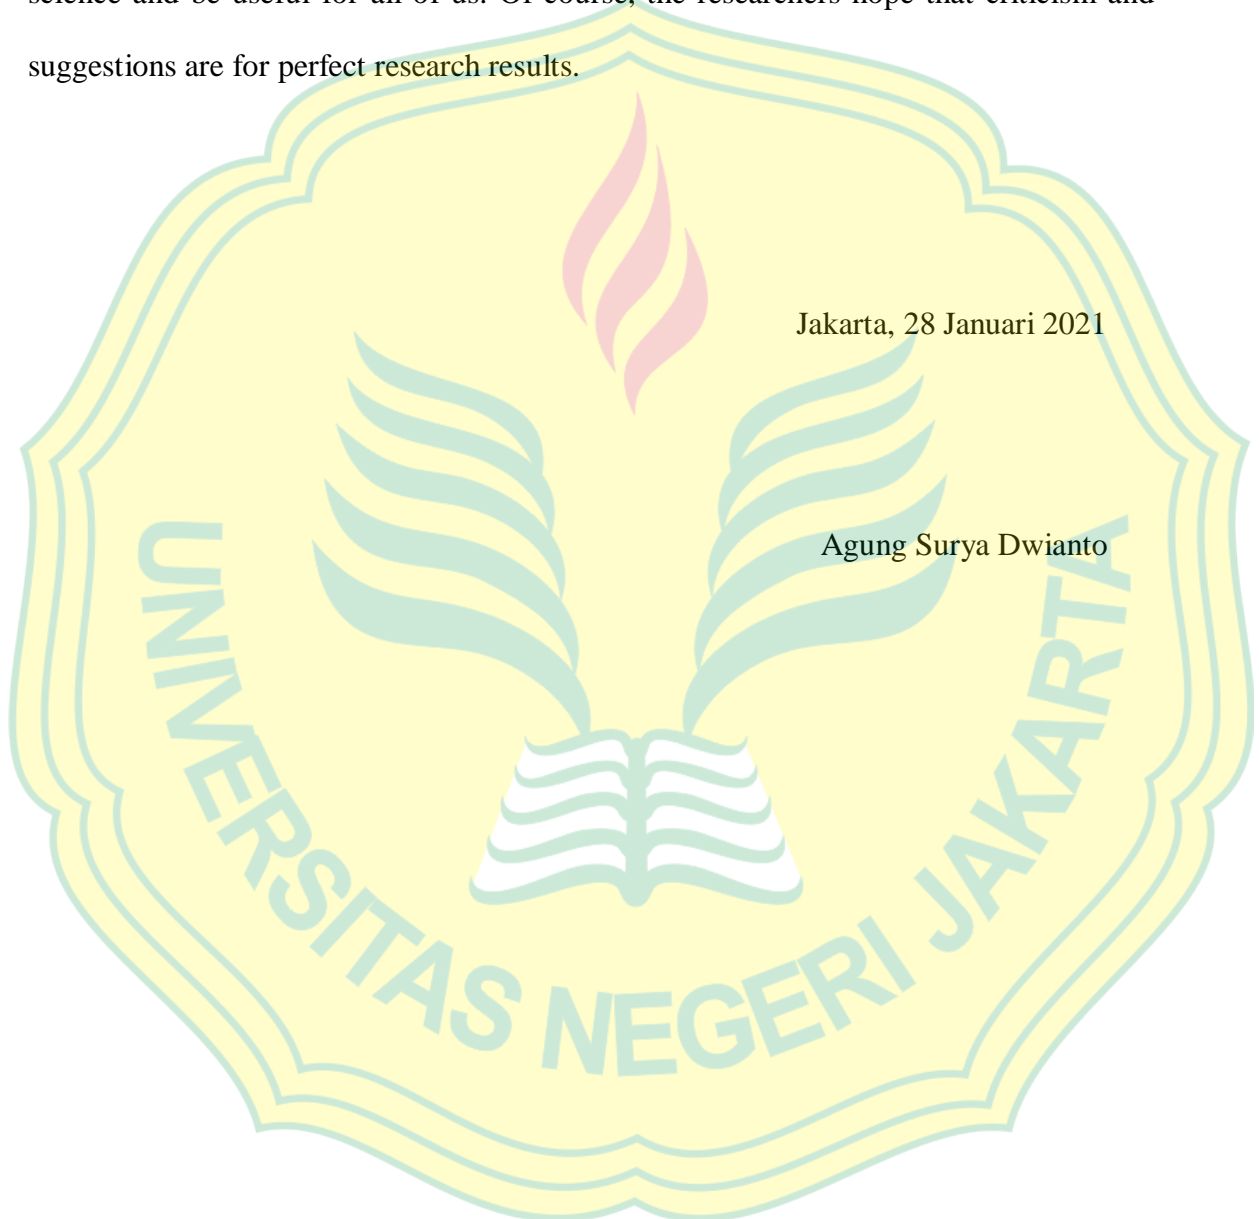 science and be useful for all of us. Of course, the researchers hope that criticism and
suggestions are for perfect research results.
Jakarta, 28 Januari 2021
Agung Surya Dwianto
UNIVERSITAS NEGERI JAKARTA